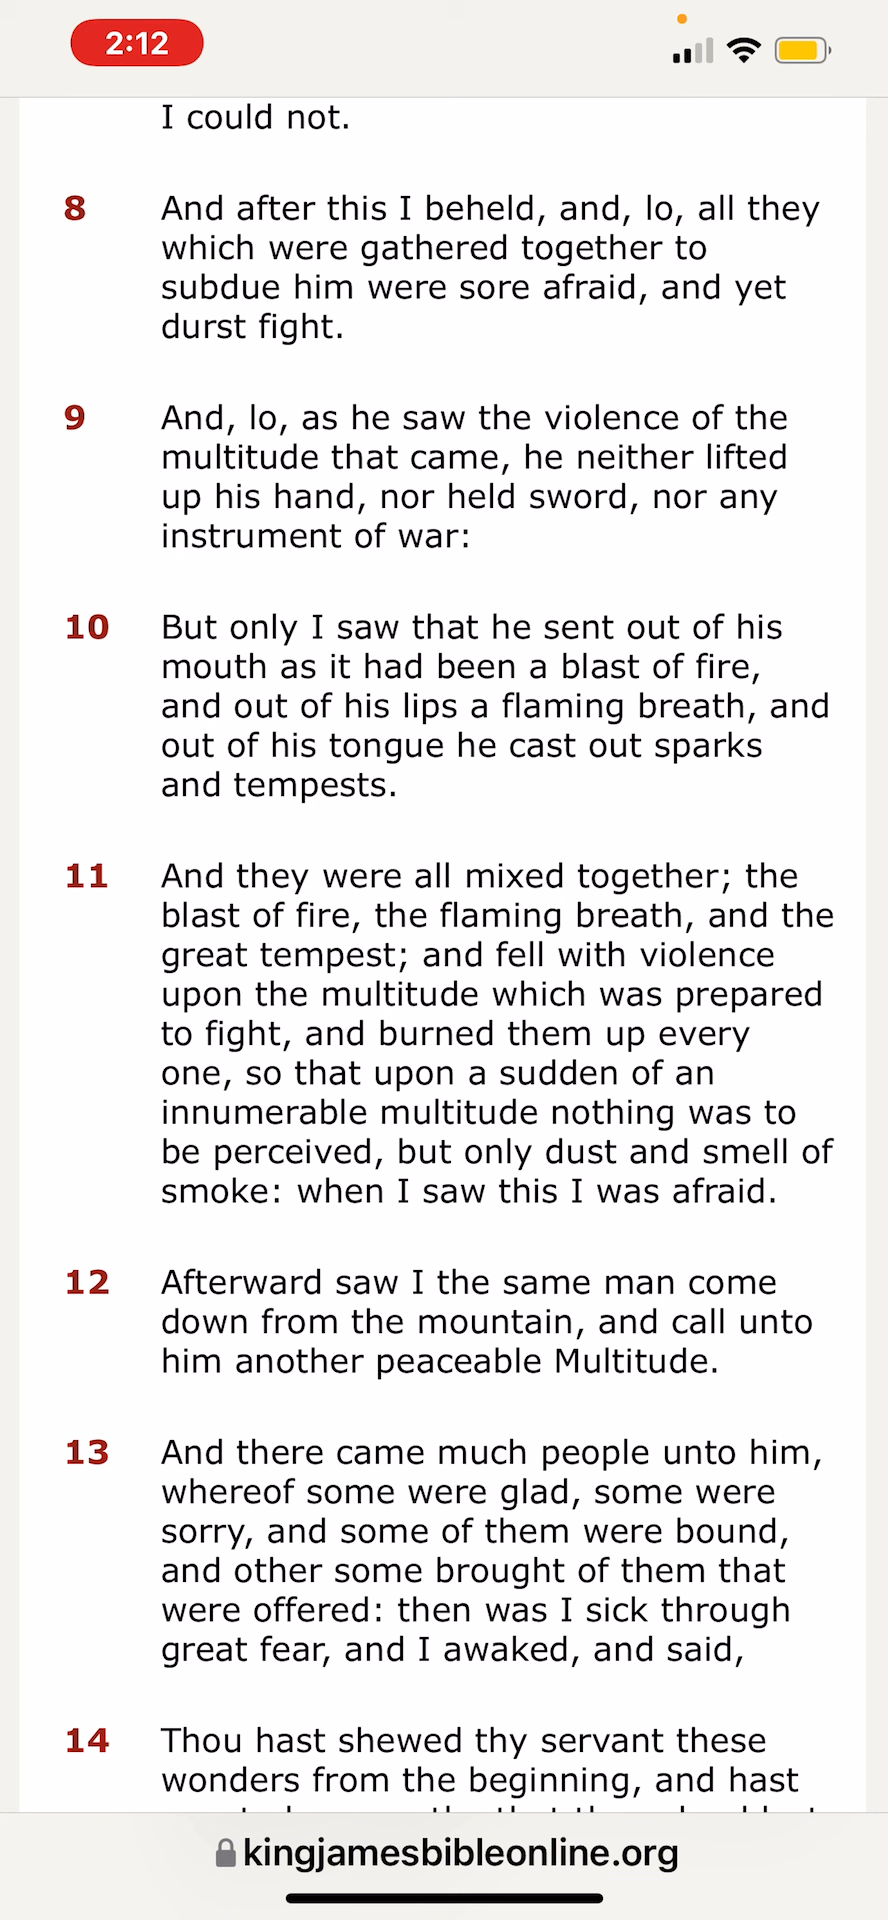 2:12
I could not.
8 And after this I beheld, and, lo, all they
which were gathered together to
subdue him were sore afraid, and yet
durst fight.
9 And, lo, as he saw the violence of the
multitude that came, he neither lifted
up his hand, nor held sword, nor any
instrument of war:
10 But only I saw that he sent out of his
mouth as it had been a blast of fire,
and out of his lips a flaming breath, and
out of his tongue he cast out sparks
and tempests.
11 And they were all mixed together; the
blast of fire, the flaming breath, and the
great tempest; and fell with violence
upon the multitude which was prepared
to fight, and burned them up every
one, so that upon a sudden of an
innumerable multitude nothing was to
be perceived, but only dust and smell of
smoke: when I saw this I was afraid.
12 Afterward saw I the same man come
down from the mountain, and call unto
him another peaceable Multitude.
13 And there came much people unto him,
whereof some were glad, some were
sorry, and some of them were bound,
and other some brought of them that
were offered: then was I sick through
great fear, and I awaked, and said,
14 Thou hast shewed thy servant these
wonders from the beginning, and hast
kingjamesbibleonline.org